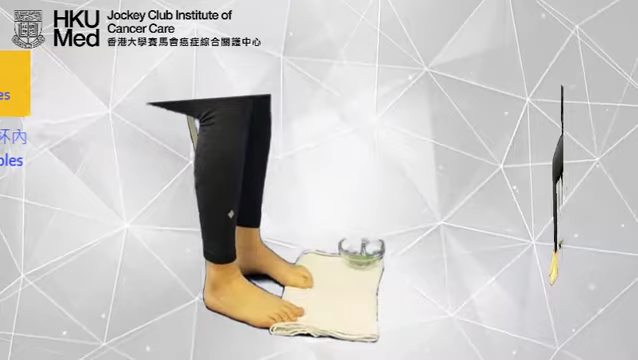 HKU
Med
Jockey Club Institute of
Cancer Care
香港大學賽馬會癌症綜合關護中心
es
杯內
bles